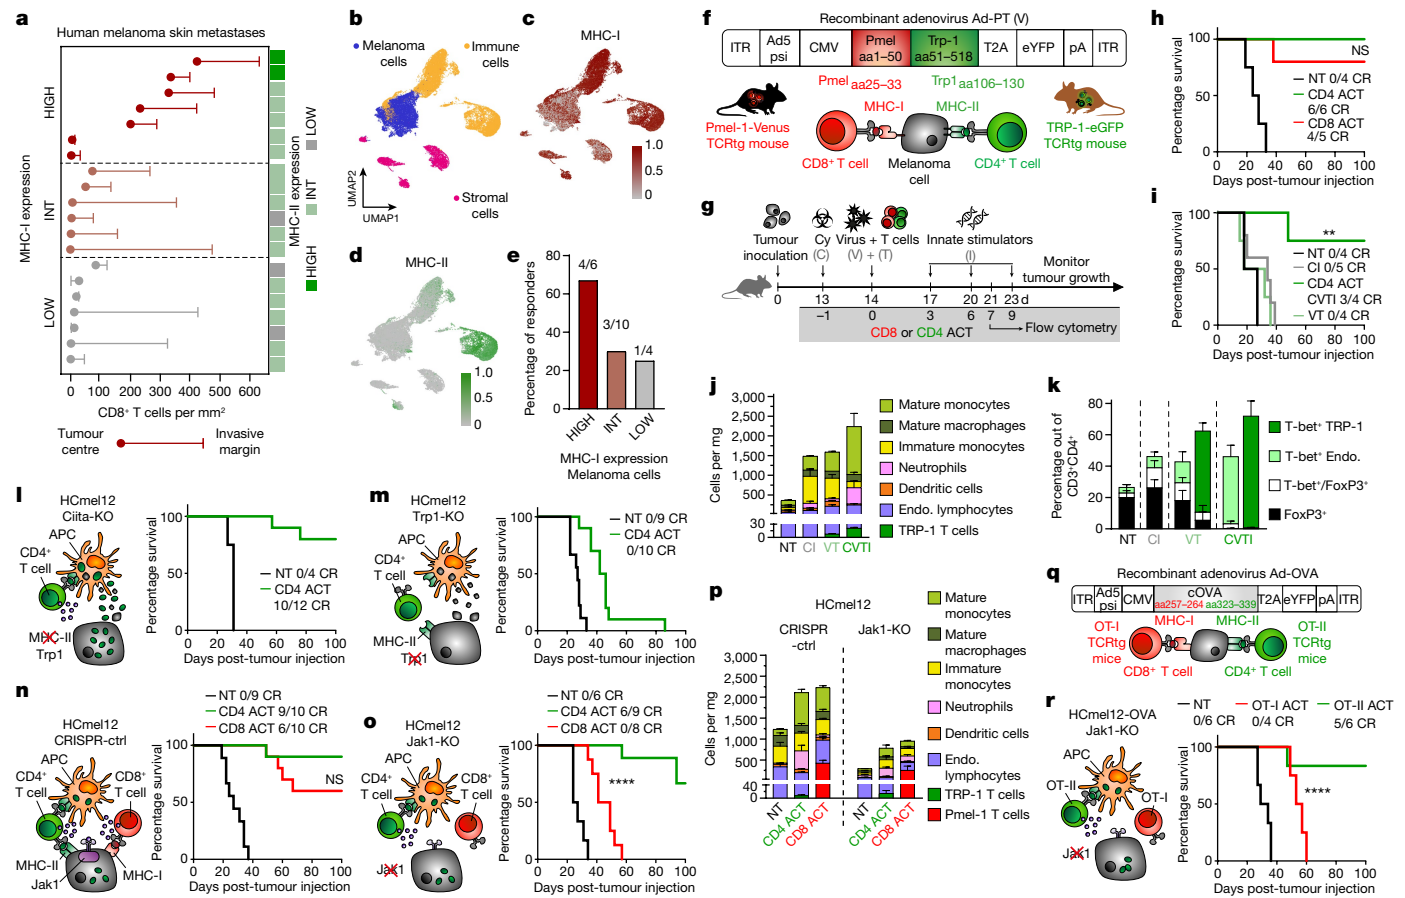 a
Human melanoma skin metastases
MHC-I expression
HIGH
INT
LOW
0
100
200
300
400
500
600
CD8+ T cells per mm²
Tumour centre
Invasive margin
MHC-II expression
LOW
INT
HIGH
b
Melanoma cells
Immune cells
Stromal cells
UMAP2
UMAP1
c
MHC-I
1.0
0.5
0
d
MHC-II
1.0
0.5
0
e
Percentage of responders
80
60
40
20
0
4/6
3/10
1/4
HIGH
INT
LOW
MHC-I expression
Melanoma cells
f
Recombinant adenovirus Ad-PT (V)
ITR
Ad5 psi
CMV
Pmel aa1–50
Trp-1 aa51–518
T2A
eYFP
pA
ITR
Pmel aa25–33
Trp1 aa106–130
MHC-I
MHC-II
Pmel-1-Venus TCRtg mouse
TRP-1-eGFP TCRtg mouse
CD8+ T cell
Melanoma cell
CD4+ T cell
g
Tumour inoculation
Cy (C)
Virus + T cells
(V) + (T)
Innate stimulators
(I)
Monitor tumour growth
0
13
14
17
20
21
23 d
–1
0
3
6
7
9
CD8 or CD4 ACT
Flow cytometry
h
Percentage survival
100
50
0
NS
NT 0/4 CR
CD4 ACT
6/6 CR
CD8 ACT
4/5 CR
0 20 40 60 80 100
Days post-tumour injection
i
Percentage survival
100
50
0
**
NT 0/4 CR
CI 0/5 CR
CD4 ACT
CVTI 3/4 CR
VT 0/4 CR
0 20 40 60 80 100
Days post-tumour injection
j
Cells per mg
3,000
2,500
2,000
1,500
1,000
500
30
0
NT CI VT CVTI
Mature monocytes
Mature macrophages
Immature monocytes
Neutrophils
Dendritic cells
Endo. lymphocytes
TRP-1 T cells
k
Percentage out of CD3+CD4+
80
60
40
20
0
NT CI VT CVTI
T-bet+ TRP-1
T-bet+ Endo.
T-bet+/FoxP3+
FoxP3+
l
HCmel12
Ciita-KO
APC
CD4+
T cell
MHC-II
Trp1
Percentage survival
100
50
0
NT 0/4 CR
CD4 ACT
10/12 CR
0 20 40 60 80 100
Days post-tumour injection
m
HCmel12
Trp1-KO
APC
CD4+
T cell
MHC-II
Trp1
Percentage survival
100
50
0
NT 0/9 CR
CD4 ACT
0/10 CR
0 20 40 60 80 100
Days post-tumour injection
n
HCmel12
CRISPR-ctrl
APC
CD4+
T cell
CD8+
T cell
MHC-II
Jak1
MHC-I
NT 0/9 CR
CD4 ACT 9/10 CR
CD8 ACT 6/10 CR
Percentage survival
100
50
0
NS
0 20 40 60 80 100
Days post-tumour injection
o
HCmel12
Jak1-KO
APC
CD4+
T cell
CD8+
T cell
Jak1
NT 0/6 CR
CD4 ACT 6/9 CR
CD8 ACT 0/8 CR
Percentage survival
100
50
0
****
0 20 40 60 80 100
Days post-tumour injection
p
HCmel12
CRISPR
-ctrl
Jak1-KO
Cells per mg
3,000
2,500
2,000
1,500
1,000
500
40
0
NT
CD4 ACT
CD8 ACT
NT
CD4 ACT
CD8 ACT
Mature monocytes
Mature macrophages
Immature monocytes
Neutrophils
Dendritic cells
Endo. lymphocytes
TRP-1 T cells
Pmel-1 T cells
q
Recombinant adenovirus Ad-OVA
ITR
Ad5 psi
CMV
cOVA
aa257–264 aa323–339
T2A
eYFP
pA
ITR
MHC-I
MHC-II
OT-I TCRtg mice
OT-II TCRtg mice
CD8+ T cell
CD4+ T cell
r
HCmel12-OVA
Jak1-KO
APC
OT-II
OT-I
Jak1
NT
0/6 CR
OT-I ACT
0/4 CR
OT-II ACT
5/6 CR
Percentage survival
100
50
0
****
0 20 40 60 80 100
Days post-tumour injection